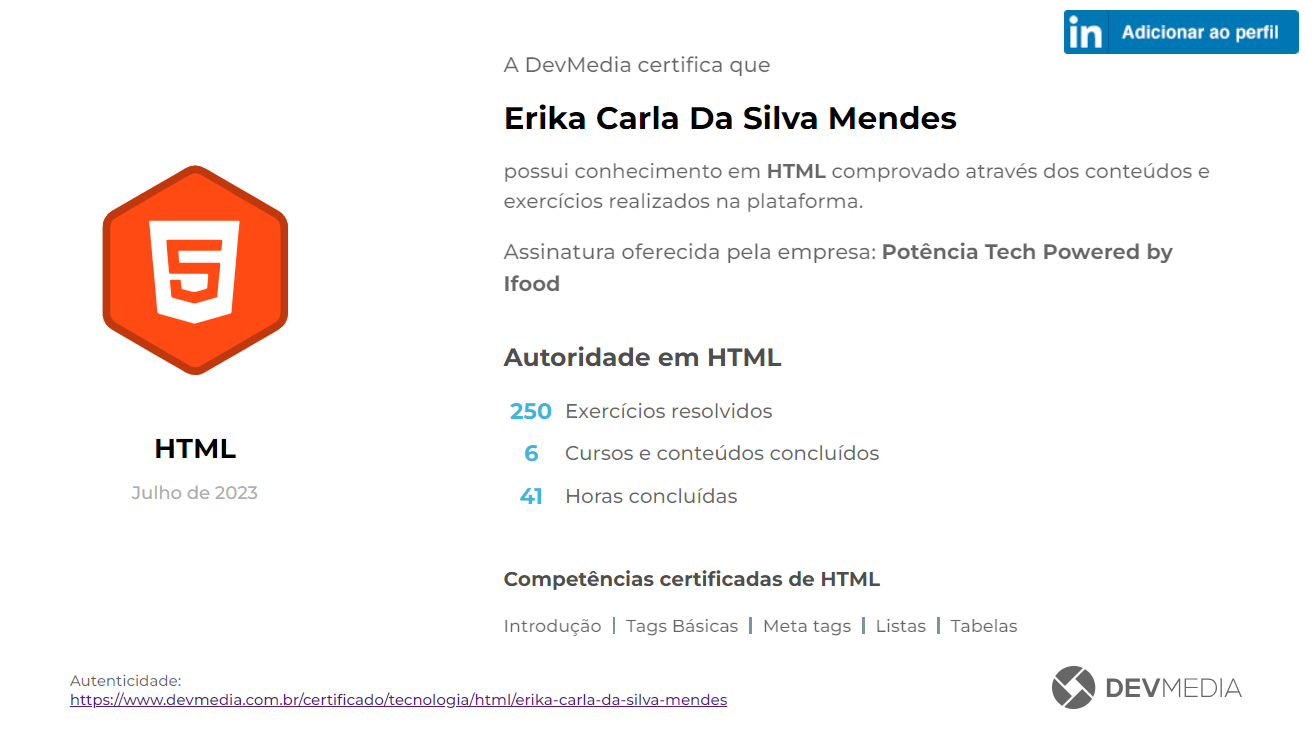 in Adicionar ao perfil
A DevMedia certifica que
Erika Carla Da Silva Mendes
possui conhecimento em HTML comprovado através dos conteúdos e
exercícios realizados na plataforma.
Assinatura oferecida pela empresa: Potência Tech Powered by
Ifood
HTML
Julho de 2023
Autoridade em HTML
250 Exercícios resolvidos
6 Cursos e conteúdos concluídos
41 Horas concluídas
Competências certificadas de HTML
Introdução | Tags Básicas | Meta tags | Listas | Tabelas
Autenticidade:
https://www.devmedia.com.br/certificado/tecnologia/html/erika-carla-da-silva-mendes
DEVMEDIA